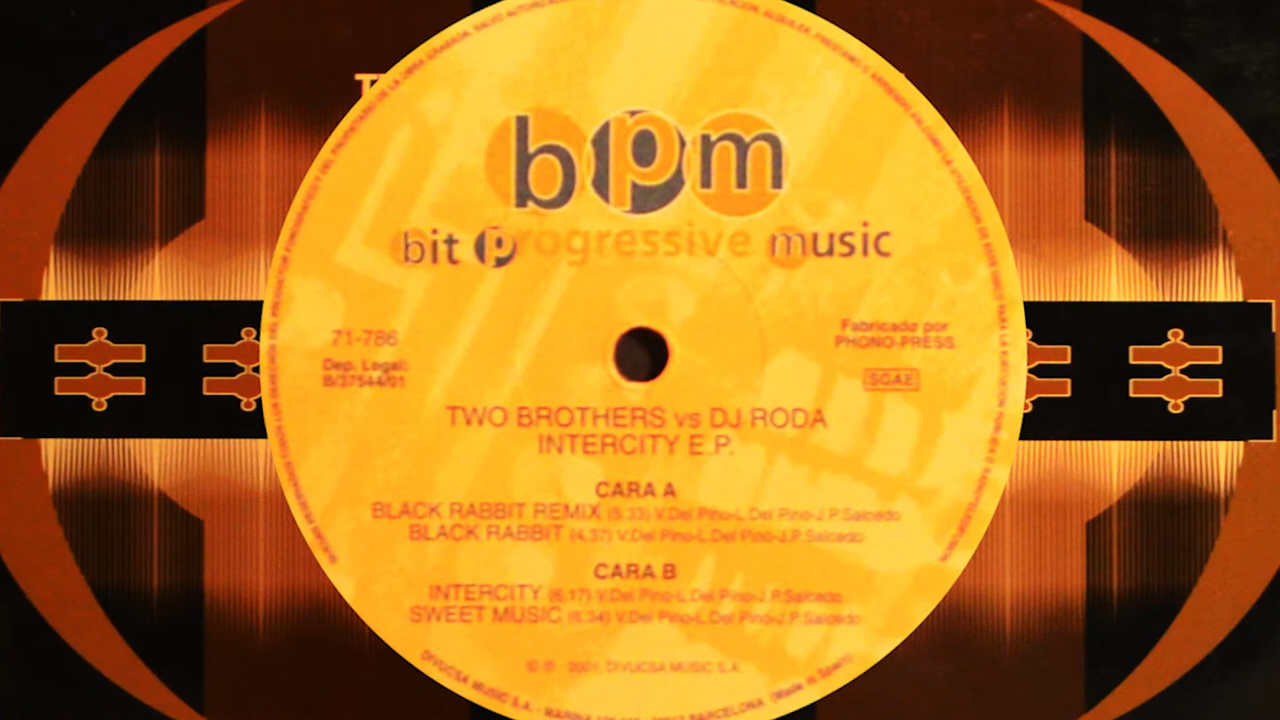 bpm
bit progressive music
71-786
Dep. Legal:
B/37544/01
Fabricado por
PHONO-PRESS
SGAE
TWO BROTHERS vs DJ RODA
INTERCITY E.P.
CARA A
BLACK RABBIT REMIX (6.33) V.Del Pino-L.Del Pino-J.P.Salcedo
BLACK RABBIT (4,37) V.Del Pino-L.Del Pino-J.P.Salcedo
CARA B
INTERCITY (6,17) V.Del Pino-L.Del Pino-J.P.Salcedo
SWEET MUSIC (6,34) V.Del Pino-L.Del Pino-J.P.Salcedo
© ℗ - 2001, DIVUCSA MUSIC S.A.
DIVUCSA MUSIC S.A. - MARINA BARCELONA (Made in Spain)